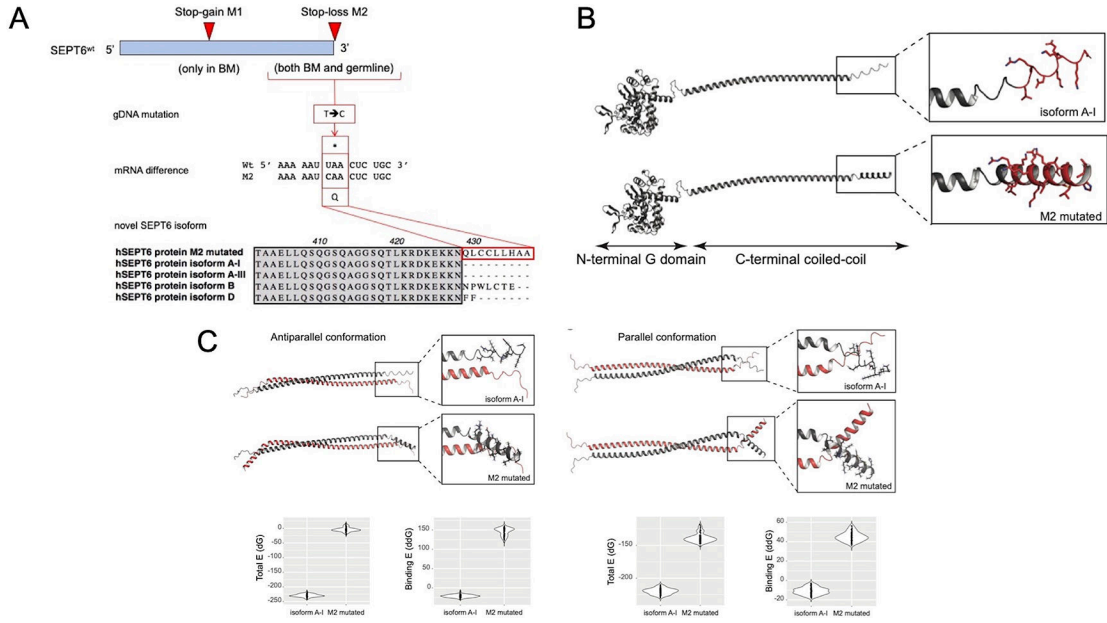 A
Stop-gain M1 Stop-loss M2
SEPT6wt 5' 3'
(only in BM) (both BM and germline)
gDNA mutation T➔C
*
mRNA difference Wt 5' AAA AAU UAA CUC UGC 3'
M2 AAA AAU CAA CUC UGC
Q
novel SEPT6 isoform
410 420 430
hSEPT6 protein M2 mutated TAAELLQSQGSQAGGSQTLKRDKEKKNQLCCLLHAA
hSEPT6 protein isoform A-I TAAELLQSQGSQAGGSQTLKRDKEKKN---------
hSEPT6 protein isoform A-III TAAELLQSQGSQAGGSQTLKRDKEKKN---------
hSEPT6 protein isoform B TAAELLQSQGSQAGGSQTLKRDKEKKNNPWLCTE--
hSEPT6 protein isoform D TAAELLQSQGSQAGGSQTLKRDKEKKNFF-------
B
isoform A-I
M2 mutated
N-terminal G domain C-terminal coiled-coil
C
Antiparallel conformation
isoform A-I
M2 mutated
Parallel conformation
isoform A-I
M2 mutated
Total E (dG)
0
-50
-100
-150
-200
-250
isoform A-I M2 mutated
Binding E (ddG)
150
100
50
0
isoform A-I M2 mutated
Total E (dG)
-150
-200
isoform A-I M2 mutated
Binding E (ddG)
60
40
20
0
-20
isoform A-I M2 mutated